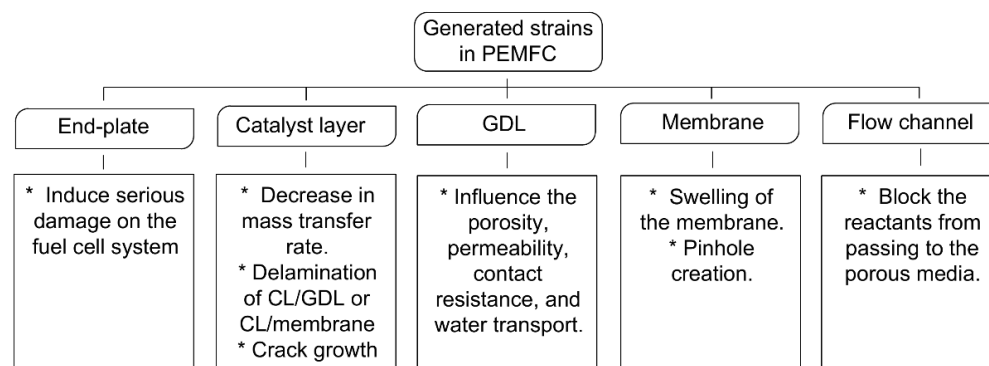 Generated strains
in PEMFC
End-plate
Catalyst layer
GDL
Membrane
Flow channel
* Induce serious
damage on the
fuel cell system
* Decrease in
mass transfer
rate.
* Delamination
of CL/GDL or
CL/membrane
* Crack growth
* Influence the
porosity,
permeability,
contact
resistance, and
water transport.
* Swelling of
the membrane.
* Pinhole
creation.
* Block the
reactants from
passing to the
porous media.